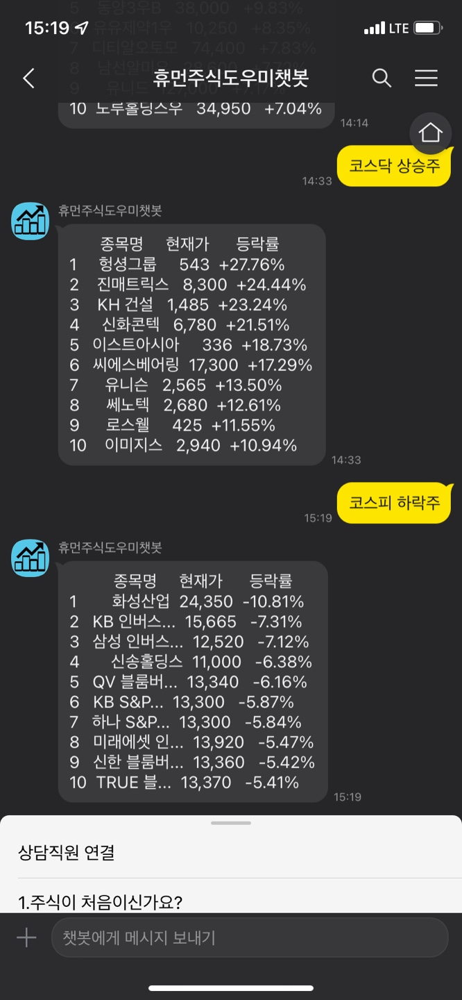 15:19
LTE
5 동양3우B 38,000 +9.83%
유유제약1우 10,250 +8.35%
7 디티알오토모 74,400 +7.83%
8 남선알미우
휴먼주식도우미챗봇
9 유니드 127,000 +7.17%
10 노루홀딩스우 34,950 +7.04%
14:14
코스닥 상승주
14:33
휴먼주식도우미챗봇
종목명 현재가 등락률
1 헝셩그룹 543 +27.76%
2 진매트릭스 8,300 +24.44%
3 KH 건설 1,485 +23.24%
4 신화콘텍 6,780 +21.51%
5 이스트아시아 336 +18.73%
6 씨에스베어링 17,300 +17.29%
7 유니슨 2,565 +13.50%
8 쎄노텍 2,680 +12.61%
9 로스웰 425 +11.55%
10 이미지스 2,940 +10.94%
14:33
코스피 하락주
15:19
휴먼주식도우미챗봇
종목명 현재가 등락률
1 화성산업 24,350 -10.81%
2 KB 인버스... 15,665 -7.31%
3 삼성 인버스... 12,520 -7.12%
4 신송홀딩스 11,000 -6.38%
5 QV 블룸버... 13,340 -6.16%
6 KB S&P... 13,300 -5.87%
7 하나 S&P... 13,300 -5.84%
8 미래에셋 인... 13,920 -5.47%
9 신한 블룸버... 13,360 -5.42%
10 TRUE 블... 13,370 -5.41%
15:19
상담직원 연결
1.주식이 처음이신가요?
챗봇에게 메시지 보내기